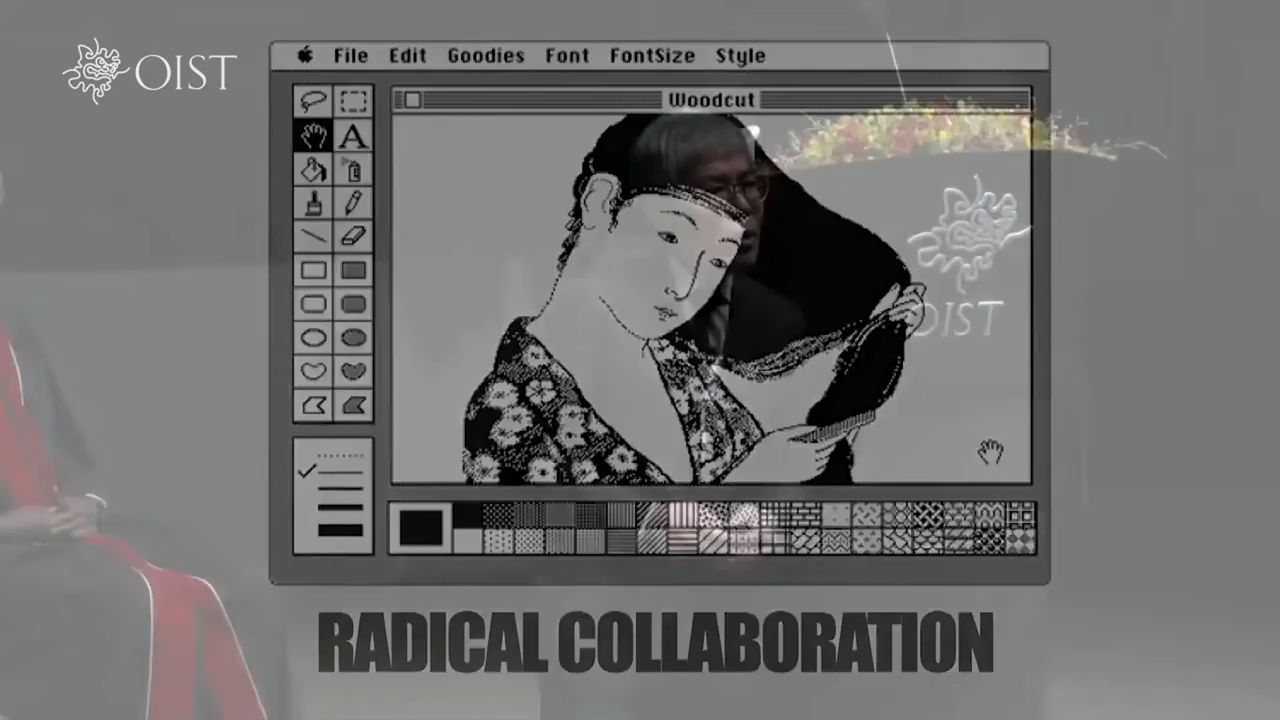 OIST
File Edit Goodies Font FontSize Style
Woodcut
A
OIST
RADICAL COLLABORATION